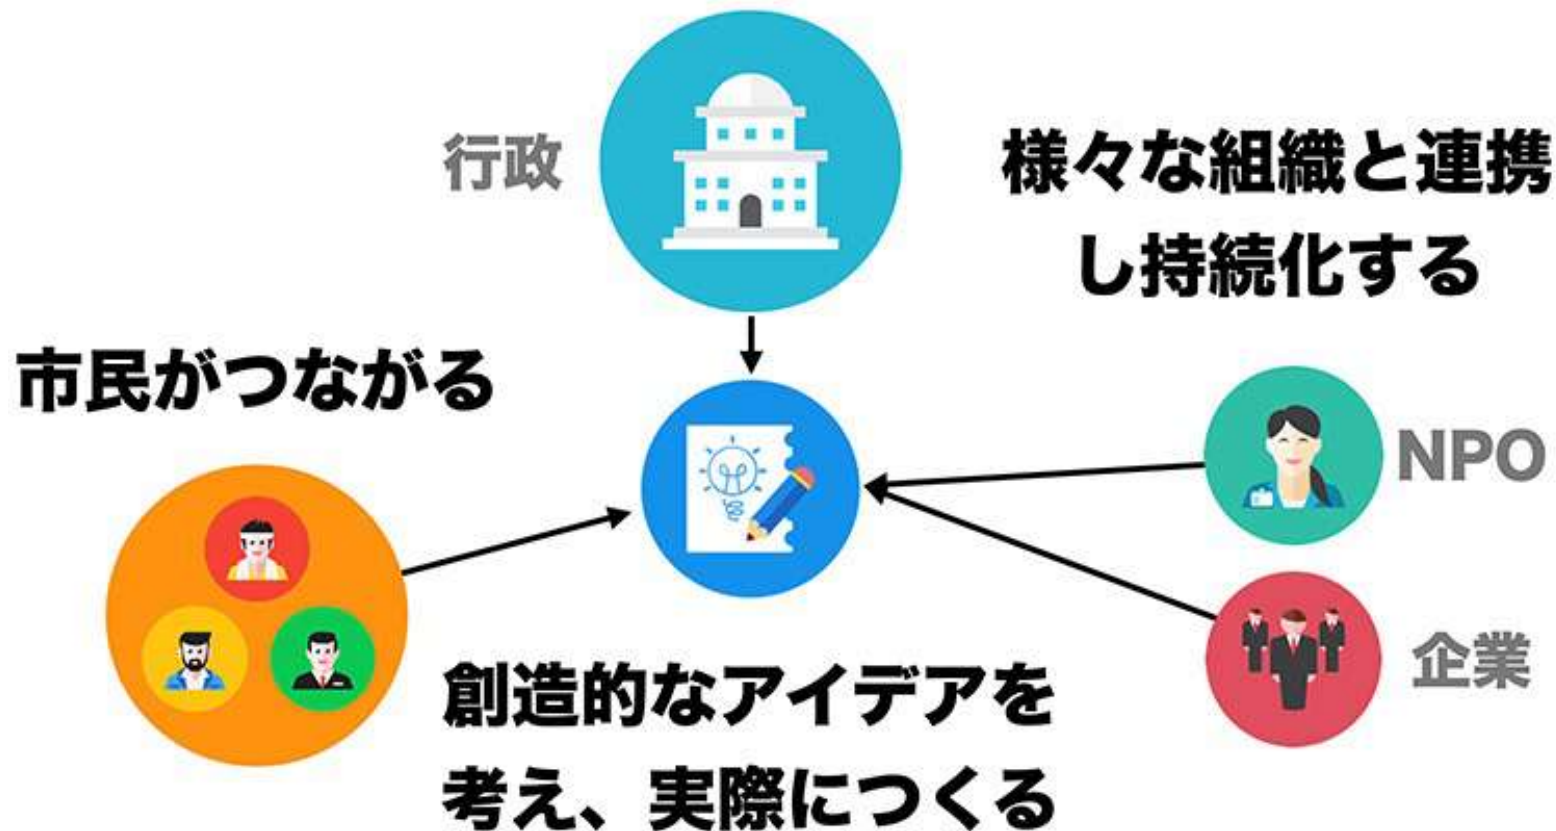 行政
様々な組織と連携
し持続化する
市民がつながる
NPO
企業
創造的なアイデアを
考え、実際につくる